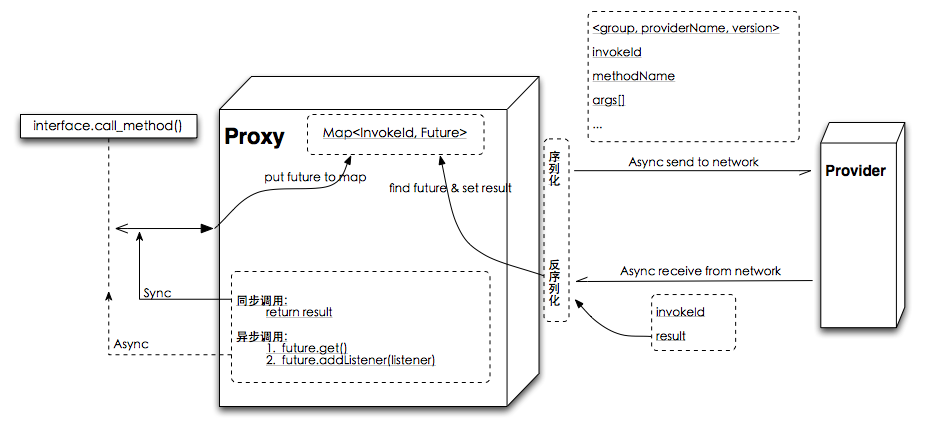 <group, providerName, version>
invokeId
methodName
args[]
...
interface.call_method()
Proxy
Map<InvokeId, Future>
put future to map
find future & set result
序列化
Async send to network
Provider
反序列化
Async receive from network
invokeId
result
Sync
Async
同步调用:
return result
异步调用:
1. future.get()
2. future.addListener(listener)